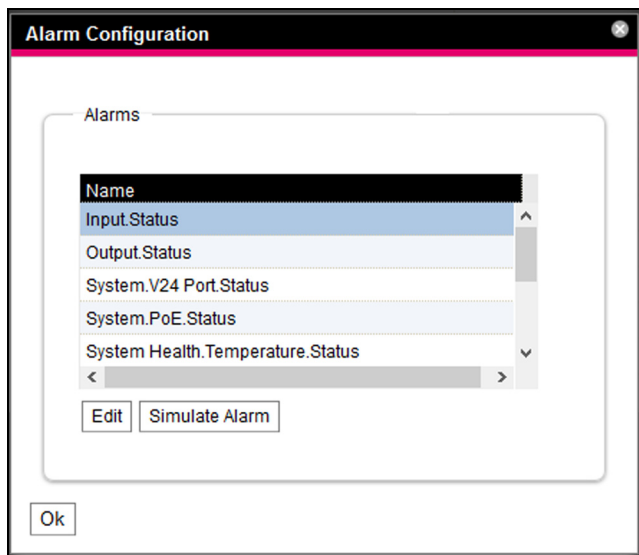 Alarm Configuration
Alarms
Name
Input.Status
Output.Status
System.V24 Port.Status
System.PoE.Status
System Health.Temperature.Status
Edit Simulate Alarm
Ok